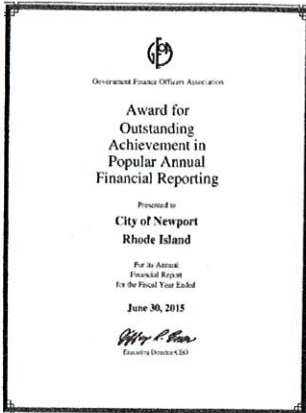 GFOA
Government Finance Officers Association
Award for
Outstanding
Achievement in
Popular Annual
Financial Reporting
Presented to
City of Newport
Rhode Island
For its Annual
Financial Report
for the Fiscal Year Ended
June 30, 2015
Executive Director/CEO